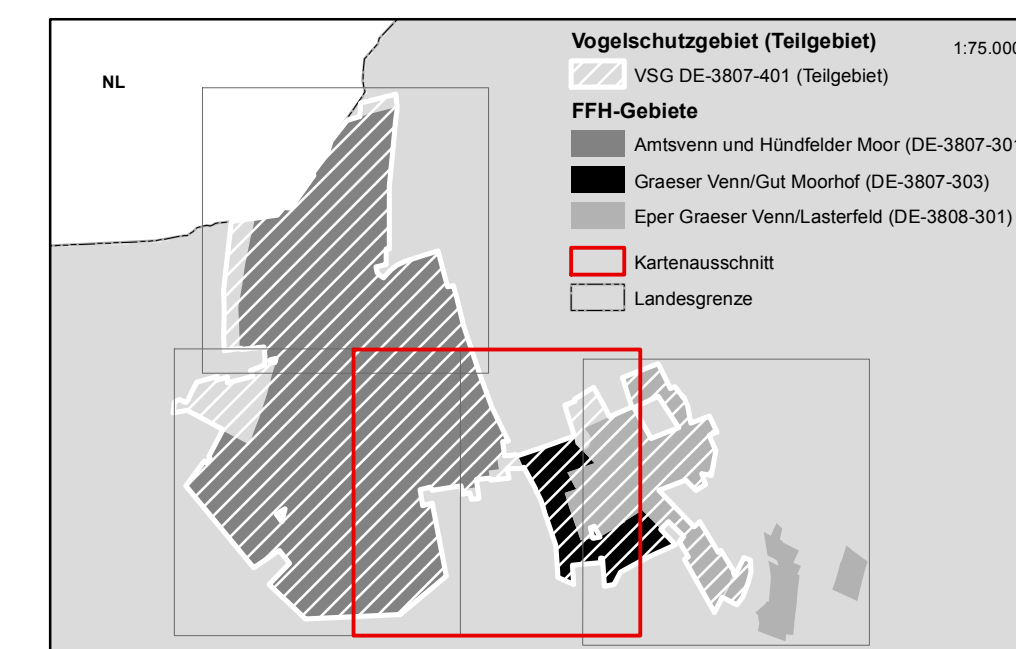 Vogelschutzgebiet (Teilgebiet) 1:75.000
NL
VSG DE-3807-401 (Teilgebiet)
FFH-Gebiete
Amtsvenn und Hündfelder Moor (DE-3807-301
Graeser Venn/Gut Moorhof (DE-3807-303)
Eper Graeser Venn/Lasterfeld (DE-3808-301)
Kartenausschnitt
Landesgrenze